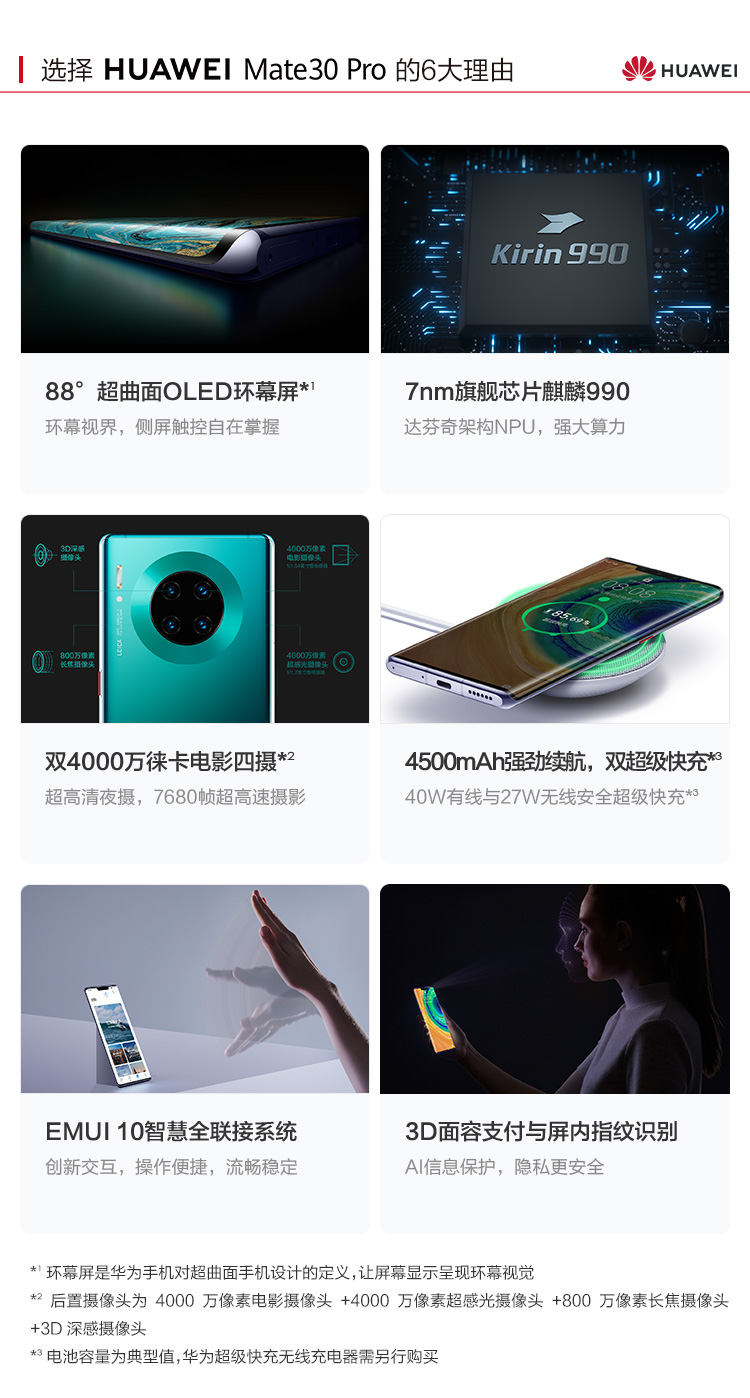 选择 HUAWEI Mate30 Pro 的6大理由
HUAWEI
Kirin 990
88°超曲面OLED环幕屏*1
环幕视界，侧屏触控自在掌握
7nm旗舰芯片麒麟990
达芬奇架构NPU，强大算力
3D深感
摄像头
4000万像素
电影摄像头
800万像素
长焦摄像头
4000万像素
超感光摄像头
LEICA
08:08
85.69%
双4000万徕卡电影四摄*2
超高清夜摄，7680帧超高速摄影
4500mAh强劲续航，双超级快充*3
40W有线与27W无线安全超级快充*3
EMUI 10智慧全联接系统
创新交互，操作便捷，流畅稳定
3D面容支付与屏内指纹识别
AI信息保护，隐私更安全
*1 环幕屏是华为手机对超曲面手机设计的定义,让屏幕显示呈现环幕视觉
*2 后置摄像头为 4000 万像素电影摄像头 +4000 万像素超感光摄像头 +800 万像素长焦摄像头
+3D 深感摄像头
*3 电池容量为典型值,华为超级快充无线充电器需另行购买